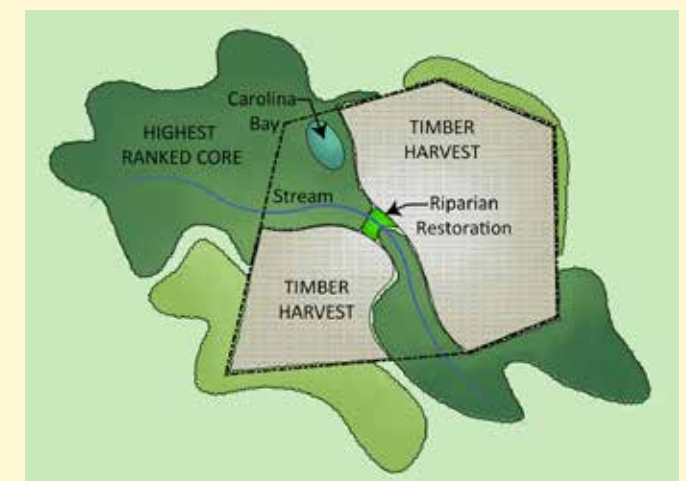 Carolina
Bay
HIGHEST
RANKED CORE
TIMBER
HARVEST
Stream
Riparian
Restoration
TIMBER
HARVEST